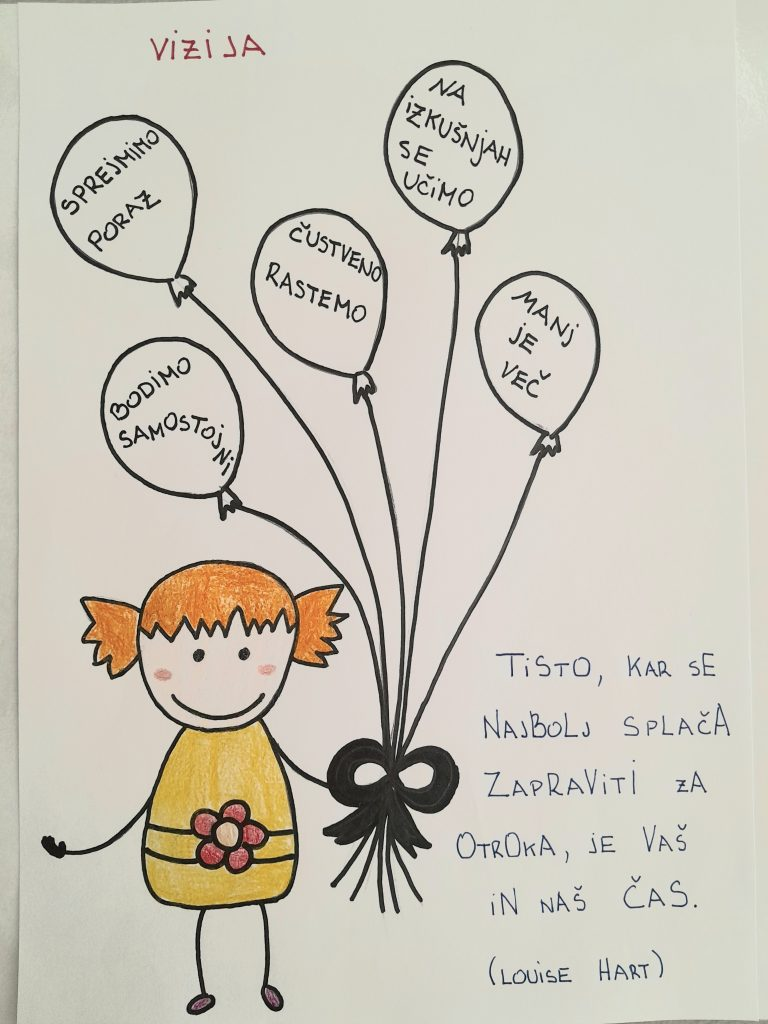 VIZIJA
SPREJMIMO
PORAZ
NA
IZKUŠNJAH
SE
UČIMO
ČUSTVENO
RASTEMO
MANJ
JE
VEČ
BODIMO
SAMOSTOJNI
TISTO, KAR SE
NAJBOLJ SPLAČA
ZAPRAVITI ZA
OTROKA, JE VAŠ
IN NAŠ ČAS.
(LOUISE HART)